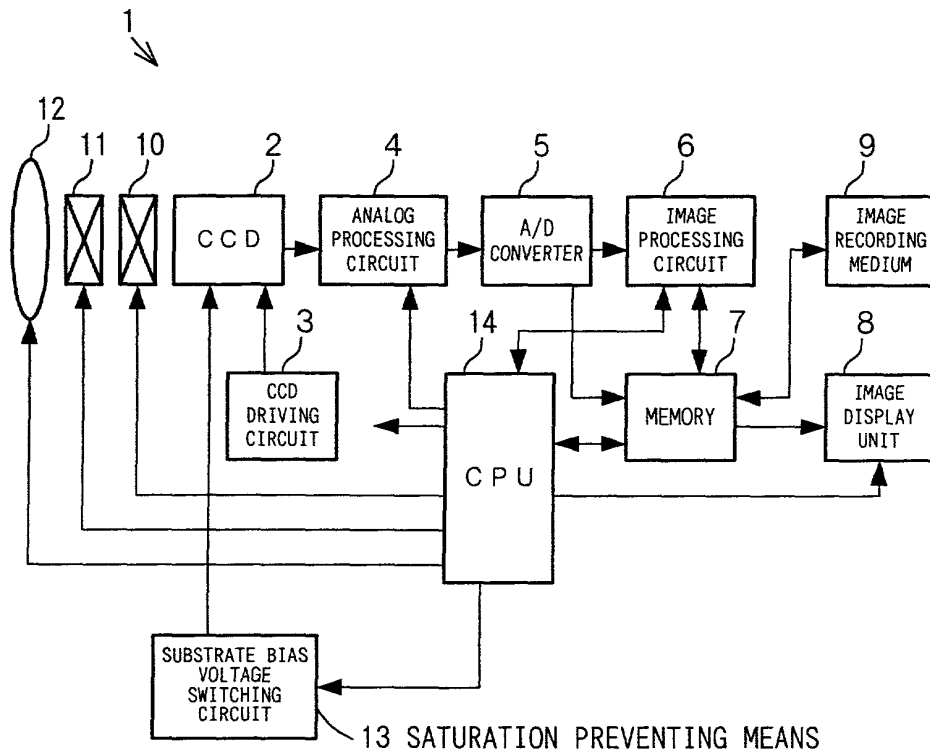 1
12
11
10
2
4
5
6
9
CCD
ANALOG
PROCESSING
CIRCUIT
A/D
CONVERTER
IMAGE
PROCESSING
CIRCUIT
IMAGE
RECORDING
MEDIUM
3
14
7
8
CCD
DRIVING
CIRCUIT
CPU
MEMORY
IMAGE
DISPLAY
UNIT
SUBSTRATE BIAS
VOLTAGE
SWITCHING
CIRCUIT
13 SATURATION PREVENTING MEANS